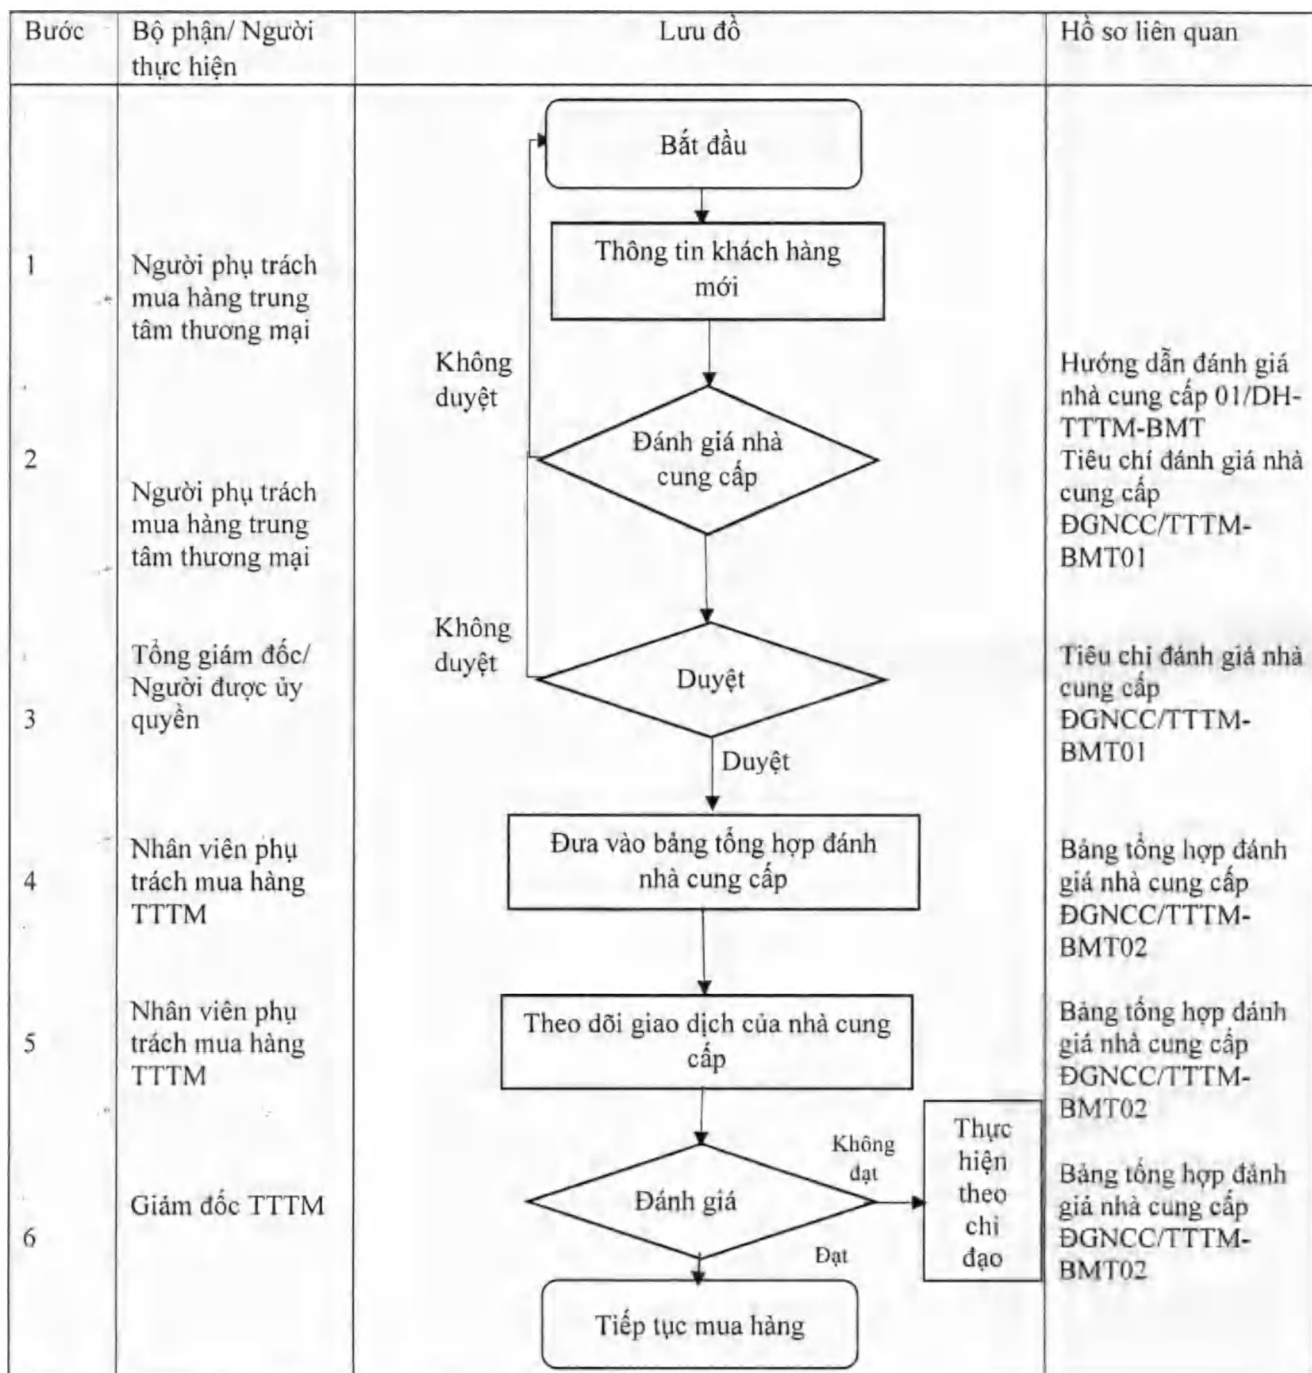 Bước
Bộ phận/ Người
thực hiện
Lưu đồ
Hồ sơ liên quan
Bắt đầu
1
Người phụ trách
mua hàng trung
tâm thương mại
Thông tin khách hàng
mới
Không
duyệt
2
Người phụ trách
mua hàng trung
tâm thương mại
Đánh giá nhà
cung cấp
Hướng dẫn đánh giá
nhà cung cấp 01/DH-
TTTM-BMT
Tiêu chí đánh giá nhà
cung cấp
ĐGNCC/TTTM-
BMT01
3
Tổng giám đốc/
Người được ủy
quyền
Không
duyệt
Duyệt
Duyệt
Tiêu chí đánh giá nhà
cung cấp
ĐGNCC/TTTM-
BMT01
4
Nhân viên phụ
trách mua hàng
TTTM
Đưa vào bảng tổng hợp đánh
nhà cung cấp
Bảng tổng hợp đánh
giá nhà cung cấp
ĐGNCC/TTTM-
BMT02
5
Nhân viên phụ
trách mua hàng
TTTM
Theo dõi giao dịch của nhà cung
cấp
Bảng tổng hợp đánh
giá nhà cung cấp
ĐGNCC/TTTM-
BMT02
6
Giám đốc TTTM
Đánh giá
Không
đạt
Đạt
Thực
hiện
theo
chỉ
đạo
Bảng tổng hợp đánh
giá nhà cung cấp
ĐGNCC/TTTM-
BMT02
Tiếp tục mua hàng